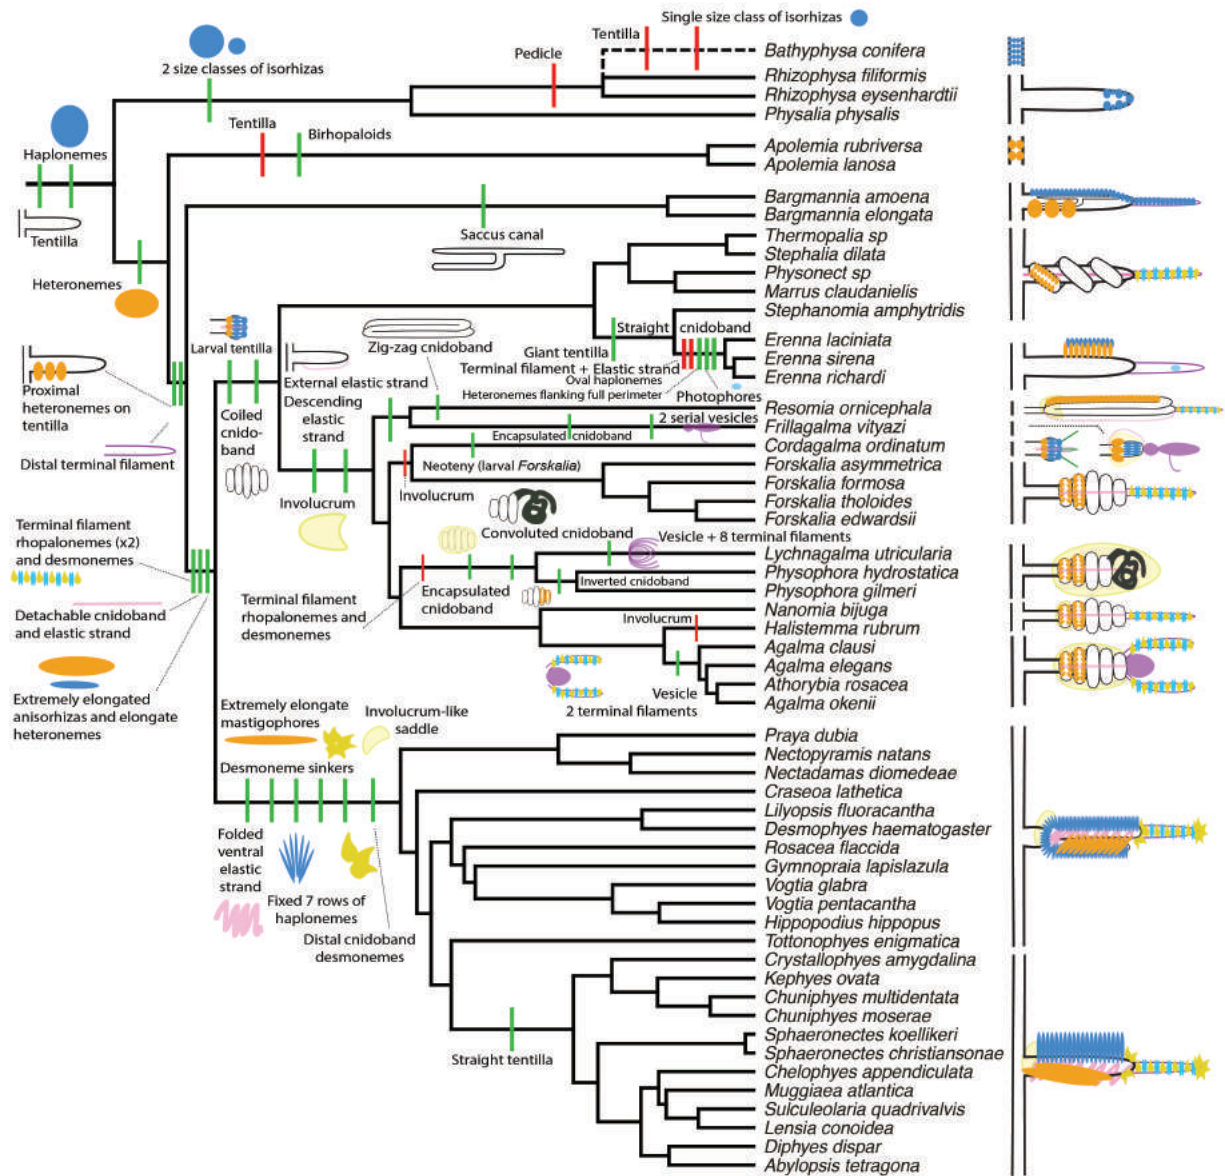 Single size class of isorhizas
Tentilla
Bathyphysa conifera
Pedicle
2 size classes of isorhizas
Rhizophysa filiformis
Rhizophysa eysenhardtii
Physalia physalis
Tentilla
Birhopaloids
Haplonemes
Apolemia rubriversa
Apolemia lanosa
Bargmannia amoena
Bargmannia elongata
Tentilla
Saccus canal
Thermopalia sp
Stephalia dilata
Physonect sp
Marrus claudanielis
Heteronemes
Stephanomia amphytridis
Straight cnidoband
Larval tentilla
Zig-zag cnidoband
Giant tentilla
Erenna laciniata
Erenna sirena
Erenna richardi
Terminal filament + Elastic strand
Oval haplonemes
Heteronemes flanking full perimeter
Photophores
External elastic strand
Descending
elastic
strand
Proximal
heteronemes on
tentilla
Coiled
cnido-
band
Distal terminal filament
Resomia ornicephala
2 serial vesicles
Frillagalma vityazi
Encapsulated cnidoband
Cordagalma ordinatum
Neoteny (larval Forskalia)
Forskalia asymmetrica
Forskalia formosa
Forskalia tholoides
Forskalia edwardsii
Involucrum
Involucrum
Convoluted cnidoband
Vesicle + 8 terminal filaments
Terminal filament
rhopalonemes (x2)
and desmonemes
Lychnagalma utricularia
Physophora hydrostatica
Inverted cnidoband
Physophora gilmeri
Encapsulated
cnidoband
Terminal filament
rhopalonemes and
desmonemes
Detachable cnidoband
and elastic strand
Nanomia bijuga
Involucrum
Halistemma rubrum
Agalma clausi
Agalma elegans
Athorybia rosacea
Agalma okenii
Vesicle
2 terminal filaments
Extremely elongated
anisorhizas and elongate
heteronemes
Extremely elongate
mastigophores
Involucrum-like
saddle
Praya dubia
Nectopyramis natans
Nectadamas diomedeae
Desmoneme sinkers
Craseoa lathetica
Lilyopsis fluoracantha
Desmophyes haematogaster
Rosacea flaccida
Gymnopraia lapislazula
Folded
ventral
elastic
strand
Vogtia glabra
Vogtia pentacantha
Hippopodius hippopus
Fixed 7 rows of
haplonemes
Distal cnidoband
desmonemes
Tottonophyes enigmatica
Crystallophyes amygdalina
Kephyes ovata
Chuniphyes multidentata
Chuniphyes moserae
Sphaeronectes koellikeri
Sphaeronectes christiansonae
Straight tentilla
Chelophyes appendiculata
Muggiaea atlantica
Sulculeolaria quadrivalvis
Lensia conoidea
Diphyes dispar
Abylopsis tetragona